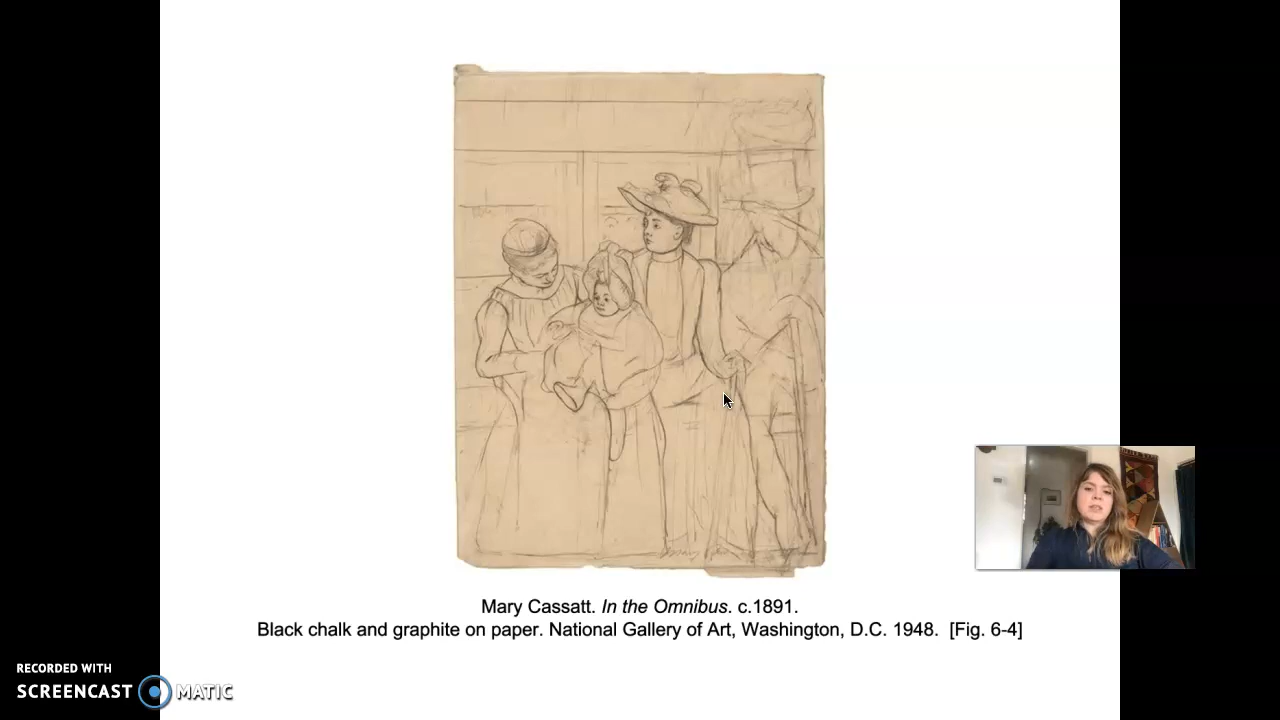 Mary Cassatt. In the Omnibus. c.1891.
Black chalk and graphite on paper. National Gallery of Art, Washington, D.C. 1948. [Fig. 6-4]
RECORDED WITH
SCREENCAST MATIC